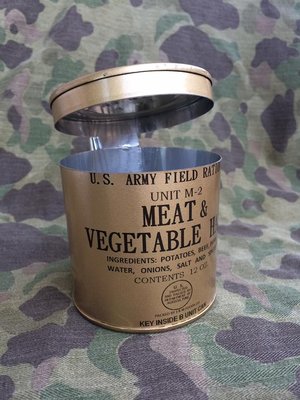 U.S. ARMY FIELD RATI
UNIT M-2
MEAT &
VEGETABLE H
INGREDIENTS: POTATOES, BEEF,
WATER, ONIONS, SALT AND
CONTENTS 12 OZ.
U.S.
KEY INSIDE B UNIT CAN